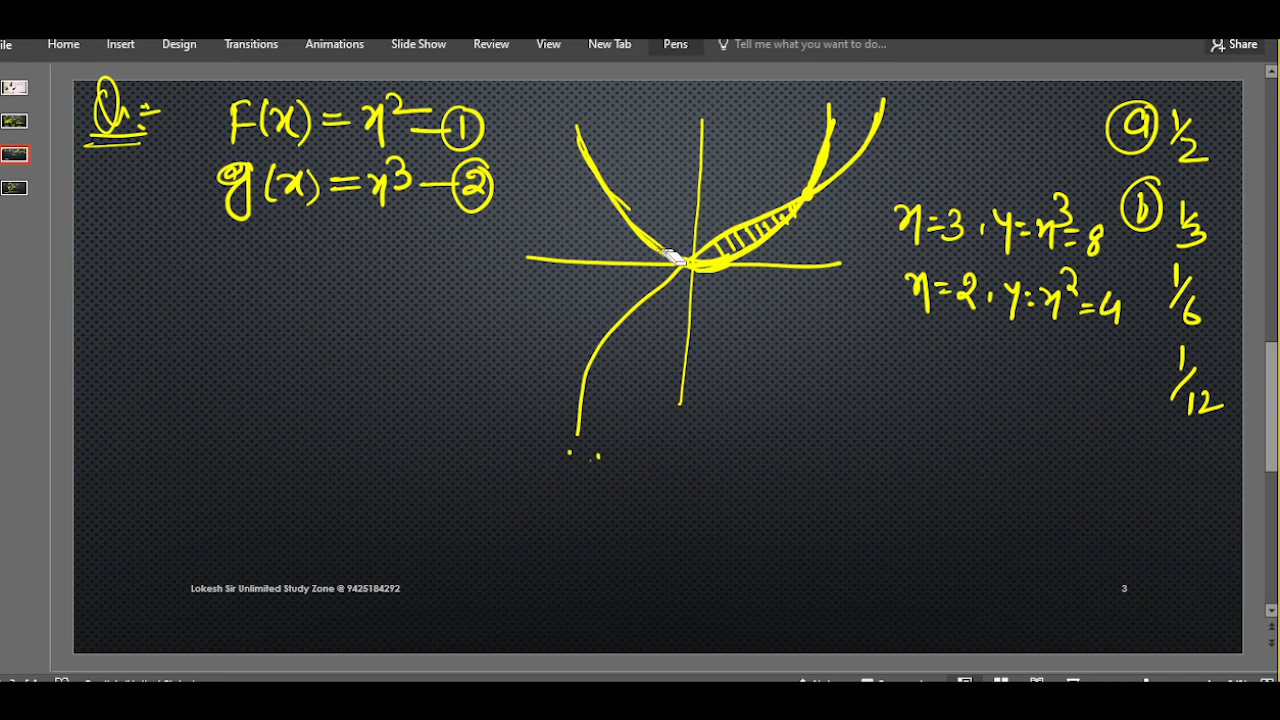 File Home Insert Design Transitions Animations Slide Show Review View New Tab Pens Tell me what you want to do... Share
Qn:-
F(x) = x² — ①
g(x) = x³ — ②
x=3, y=x³=8
x=2, y=x²=4
ⓐ 1/2
ⓑ 1/3
1/6
1/12
Lokesh Sir Unlimited Study Zone @ 9425184292
3